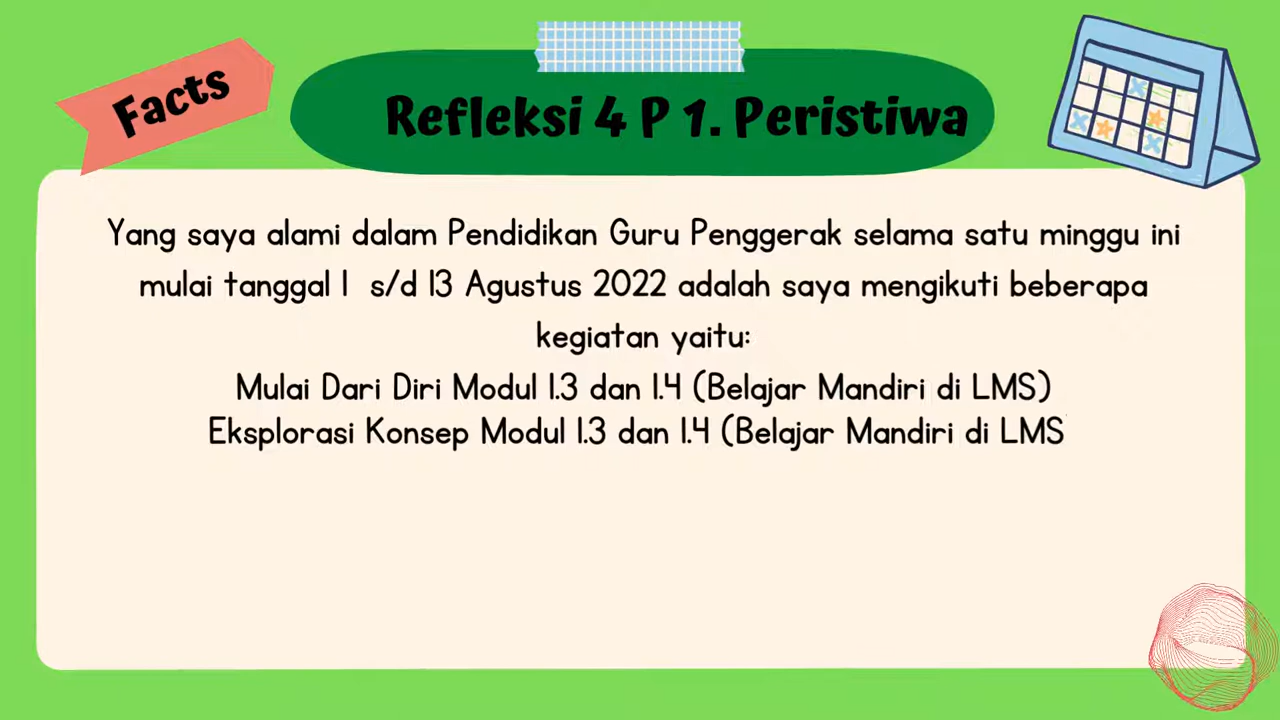 Facts
Refleksi 4 P 1. Peristiwa
Yang saya alami dalam Pendidikan Guru Penggerak selama satu minggu ini
mulai tanggal 1 s/d 13 Agustus 2022 adalah saya mengikuti beberapa
kegiatan yaitu:
Mulai Dari Diri Modul 1.3 dan 1.4 (Belajar Mandiri di LMS)
Eksplorasi Konsep Modul 1.3 dan 1.4 (Belajar Mandiri di LMS